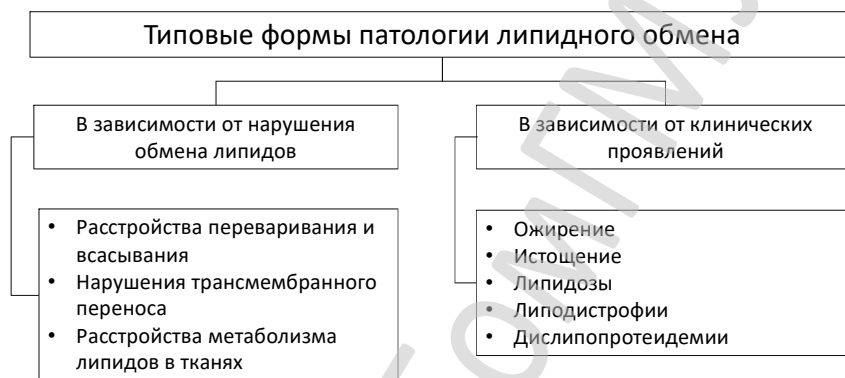 Типовые формы патологии липидного обмена
В зависимости от нарушения
обмена липидов
• Расстройства переваривания и
всасывания
• Нарушения трансмембранного
переноса
• Расстройства метаболизма
липидов в тканях
В зависимости от клинических
проявлений
• Ожирение
• Истощение
• Липидозы
• Липодистрофии
• Дислипопротеидемии